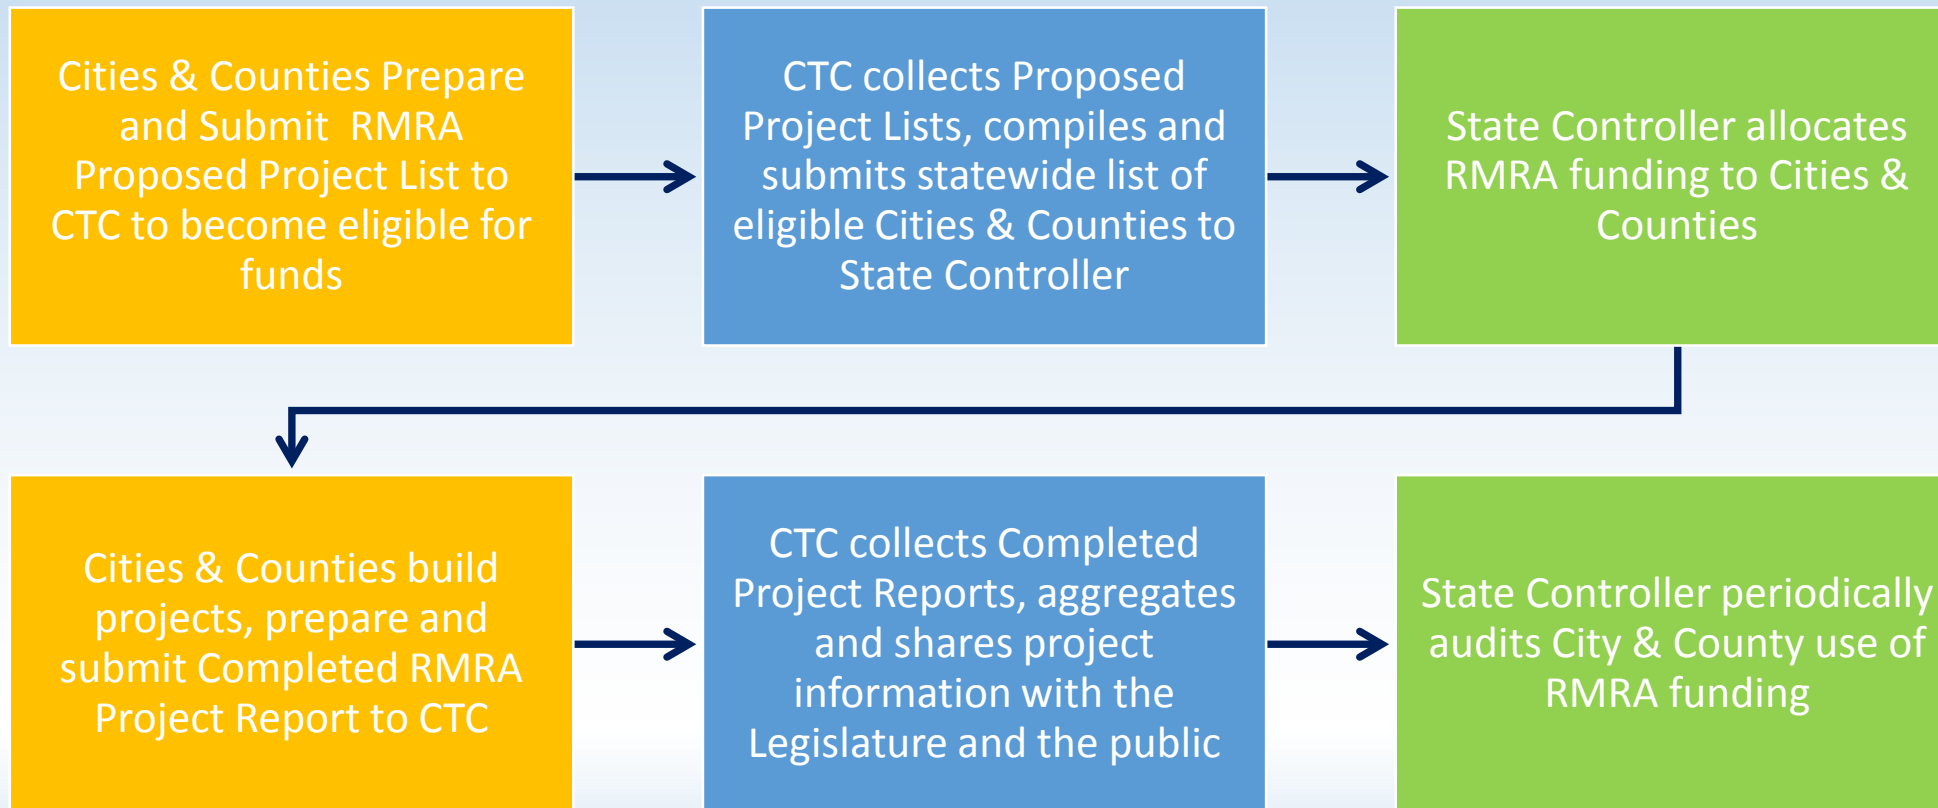 Cities & Counties Prepare
and Submit RMRA
Proposed Project List to
CTC to become eligible for
funds
CTC collects Proposed
Project Lists, compiles and
submits statewide list of
eligible Cities & Counties to
State Controller
State Controller allocates
RMRA funding to Cities &
Counties
Cities & Counties build
projects, prepare and
submit Completed RMRA
Project Report to CTC
CTC collects Completed
Project Reports, aggregates
and shares project
information with the
Legislature and the public
State Controller periodically
audits City & County use of
RMRA funding